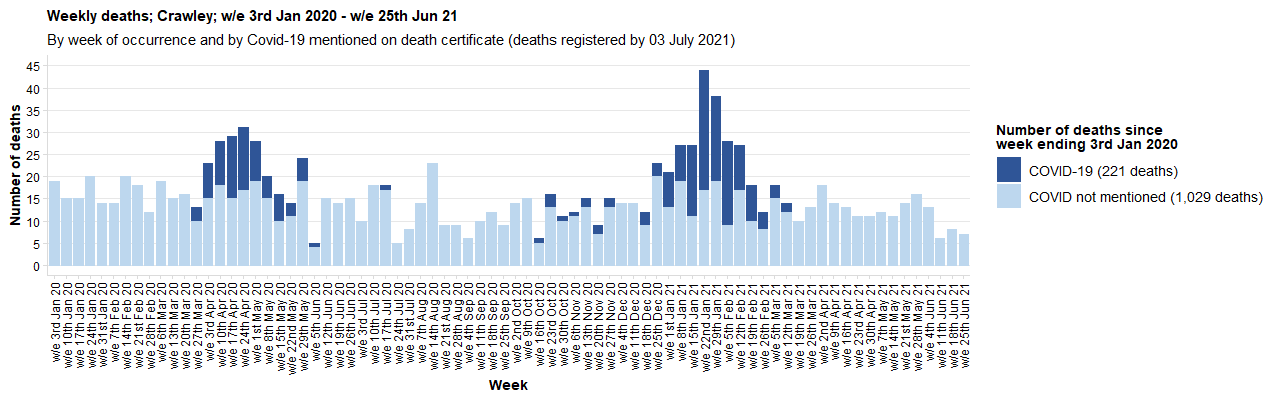 Weekly deaths; Crawley; w/e 3rd Jan 2020 - w/e 25th Jun 21
By week of occurrence and by Covid-19 mentioned on death certificate (deaths registered by 03 July 2021)
Number of deaths
45
40
35
30
25
20
15
10
5
0
w/e 3rd Jan 20
w/e 10th Jan 20
w/e 17th Jan 20
w/e 24th Jan 20
w/e 31st Jan 20
w/e 7th Feb 20
w/e 14th Feb 20
w/e 21st Feb 20
w/e 28th Feb 20
w/e 6th Mar 20
w/e 13th Mar 20
w/e 20th Mar 20
w/e 27th Mar 20
w/e 3rd Apr 20
w/e 10th Apr 20
w/e 17th Apr 20
w/e 24th Apr 20
w/e 1st May 20
w/e 8th May 20
w/e 15th May 20
w/e 22nd May 20
w/e 29th May 20
w/e 5th Jun 20
w/e 12th Jun 20
w/e 19th Jun 20
w/e 26th Jun 20
w/e 3rd Jul 20
w/e 10th Jul 20
w/e 17th Jul 20
w/e 24th Jul 20
w/e 31st Jul 20
w/e 7th Aug 20
w/e 14th Aug 20
w/e 21st Aug 20
w/e 28th Aug 20
w/e 4th Sep 20
w/e 11th Sep 20
w/e 18th Sep 20
w/e 25th Sep 20
w/e 2nd Oct 20
w/e 9th Oct 20
w/e 16th Oct 20
w/e 23rd Oct 20
w/e 30th Oct 20
w/e 6th Nov 20
w/e 13th Nov 20
w/e 20th Nov 20
w/e 27th Nov 20
w/e 4th Dec 20
w/e 11th Dec 20
w/e 18th Dec 20
w/e 25th Dec 20
w/e 1st Jan 21
w/e 8th Jan 21
w/e 15th Jan 21
w/e 22nd Jan 21
w/e 29th Jan 21
w/e 5th Feb 21
w/e 12th Feb 21
w/e 19th Feb 21
w/e 26th Feb 21
w/e 5th Mar 21
w/e 12th Mar 21
w/e 19th Mar 21
w/e 26th Mar 21
w/e 2nd Apr 21
w/e 9th Apr 21
w/e 16th Apr 21
w/e 23rd Apr 21
w/e 30th Apr 21
w/e 7th May 21
w/e 14th May 21
w/e 21st May 21
w/e 28th May 21
w/e 4th Jun 21
w/e 11th Jun 21
w/e 18th Jun 21
w/e 25th Jun 21
Week
Number of deaths since
week ending 3rd Jan 2020
COVID-19 (221 deaths)
COVID not mentioned (1,029 deaths)